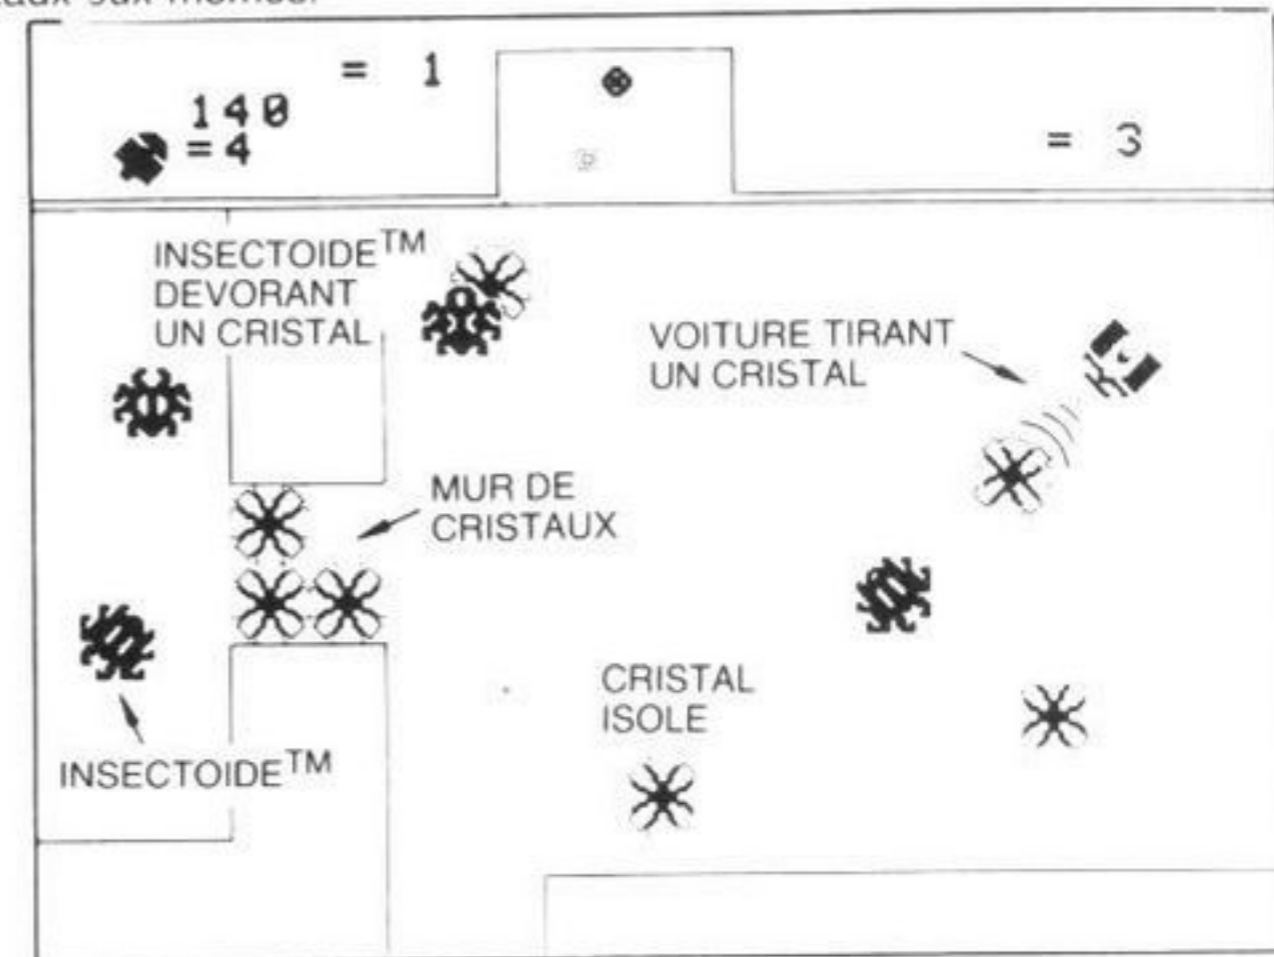 = 1
140
= 4
= 3
INSECTOIDE™
DEVORANT
UN CRISTAL
VOITURE TIRANT
UN CRISTAL
MUR DE
CRISTAUX
CRISTAL
ISOLE
INSECTOIDE™